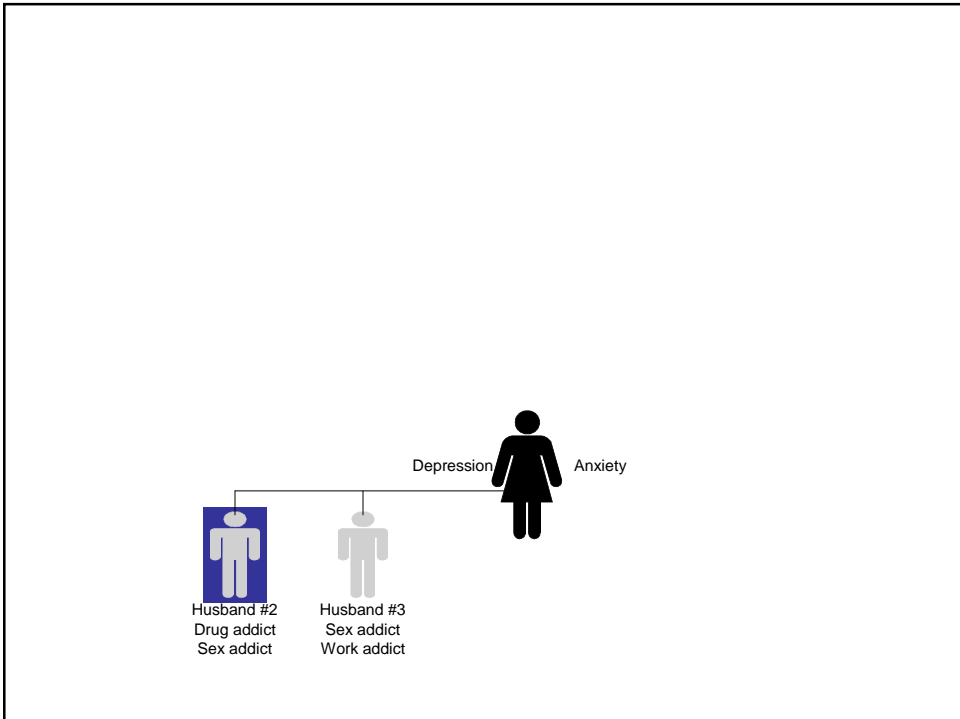 Depression
Anxiety
Husband #2
Drug addict
Sex addict
Husband #3
Sex addict
Work addict